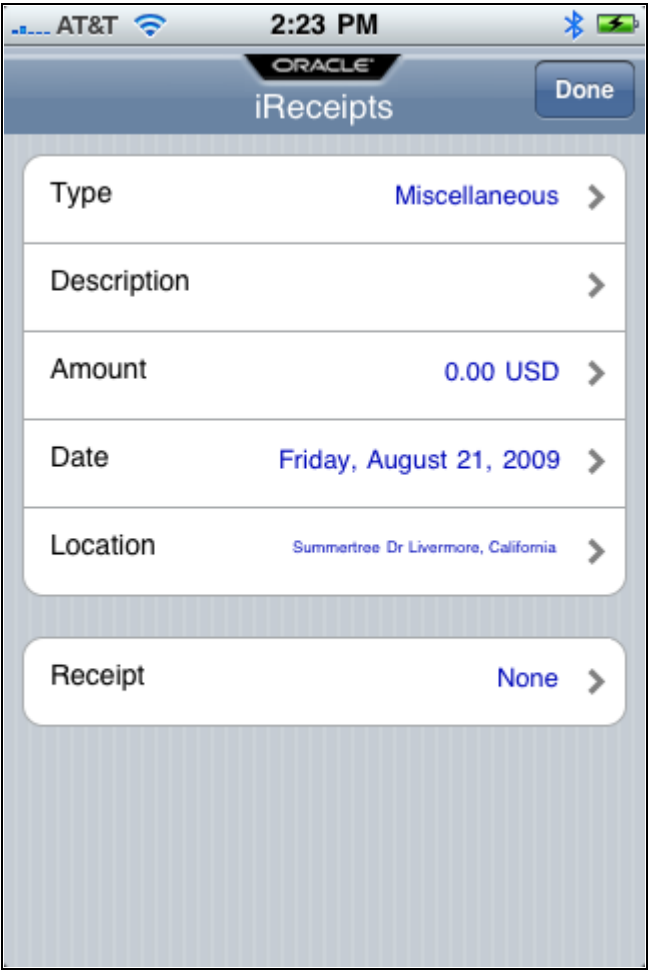 AT&T 2:23 PM
ORACLE
iReceipts Done
Type Miscellaneous
Description
Amount 0.00 USD
Date Friday, August 21, 2009
Location Summertree Dr Livermore, California
Receipt None